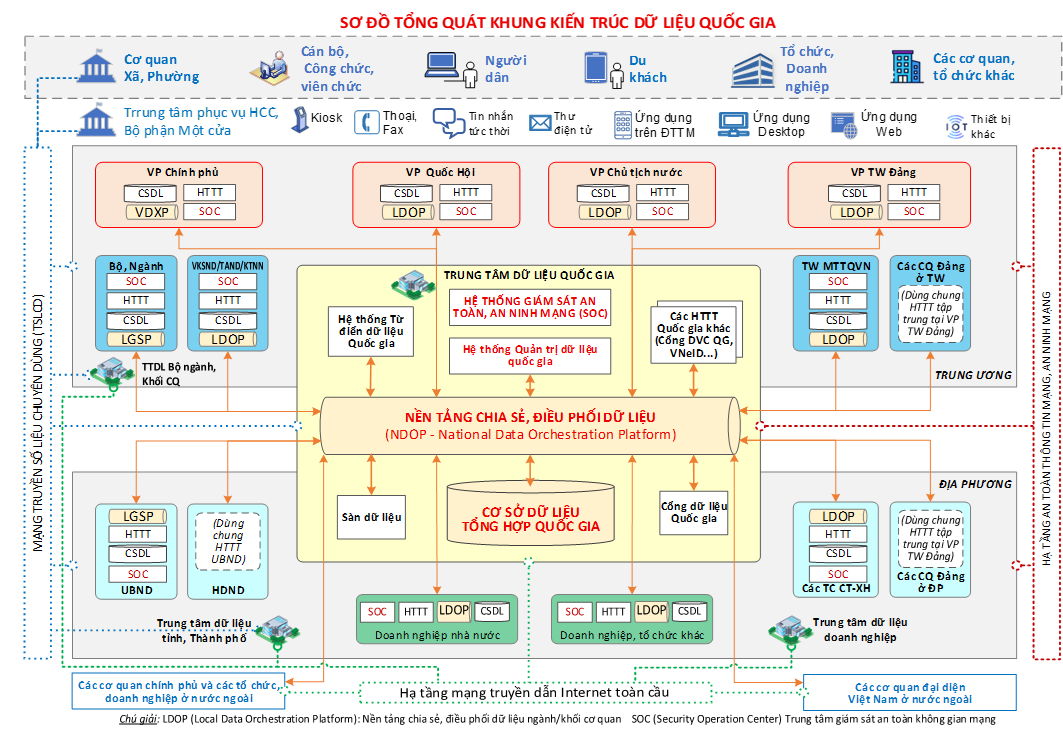 SƠ ĐỒ TỔNG QUÁT KHUNG KIẾN TRÚC DỮ LIỆU QUỐC GIA
Cơ quan
Xã, Phường
Cán bộ,
Công chức,
viên chức
Người
dân
Du
khách
Tổ chức,
Doanh
nghiệp
Các cơ quan,
tổ chức khác
Trrung tâm phục vụ HCC,
Bộ phận Một cửa
Kiosk
Thoại,
Fax
Tin nhắn
tức thời
Thư
điện tử
Ứng dụng
trên ĐTTM
Ứng dụng
Desktop
Ứng dụng
Web
IOT
Thiết bị
khác
MẠNG TRUYỀN SỐ LIỆU CHUYÊN DÙNG (TSLCD)
HẠ TẦNG AN TOÀN THÔNG TIN MẠNG, AN NINH MẠNG
VP Chính phủ
CSDL
HTTT
VDXP
SOC
VP Quốc Hội
CSDL
HTTT
LDOP
SOC
VP Chủ tịch nước
CSDL
HTTT
LDOP
SOC
VP TW Đảng
CSDL
HTTT
LDOP
SOC
Bộ, Ngành
SOC
HTTT
CSDL
LGSP
VKSND/TAND/KTNN
SOC
HTTT
CSDL
LDOP
TTDL Bộ ngành,
Khối CQ
TRUNG TÂM DỮ LIỆU QUỐC GIA
Hệ thống Từ
điển dữ liệu
Quốc gia
HỆ THỐNG GIÁM SÁT AN
TOÀN, AN NINH MẠNG (SOC)
Hệ thống Quản trị dữ liệu
quốc gia
Các HTTT
Quốc gia khác
(Cổng DVC QG,
VNeID...)
TW MTTQVN
SOC
HTTT
CSDL
LDOP
Các CQ Đảng
ở TW
(Dùng chung
HTTT tập
trung tại VP
TW Đảng)
TRUNG ƯƠNG
NỀN TẢNG CHIA SẺ, ĐIỀU PHỐI DỮ LIỆU
(NDOP - National Data Orchestration Platform)
Sàn dữ liệu
CƠ SỞ DỮ LIỆU
TỔNG HỢP QUỐC GIA
Cổng dữ liệu
Quốc gia
ĐỊA PHƯƠNG
LGSP
HTTT
CSDL
SOC
UBND
(Dùng
chung
HTTT
UBND)
HDND
LDOP
HTTT
CSDL
SOC
Các TC CT-XH
(Dùng chung
HTTT tập
trung tại VP
TW Đảng)
Các CQ Đảng
ở ĐP
SOC
HTTT
LDOP
CSDL
Doanh nghiệp nhà nước
SOC
HTTT
LDOP
CSDL
Doanh nghiệp, tổ chức khác
Trung tâm dữ liệu
tỉnh, Thành phố
Trung tâm dữ liệu
doanh nghiệp
Các cơ quan chính phủ và các tổ chức,
doanh nghiệp ở nước ngoài
Hạ tầng mạng truyền dẫn Internet toàn cầu
Các cơ quan đại diện
Việt Nam ở nước ngoài
Chú giải: LDOP (Local Data Orchestration Platform): Nền tảng chia sẻ, điều phối dữ liệu ngành/khối cơ quan SOC (Security Operation Center) Trung tâm giám sát an toàn không gian mạng